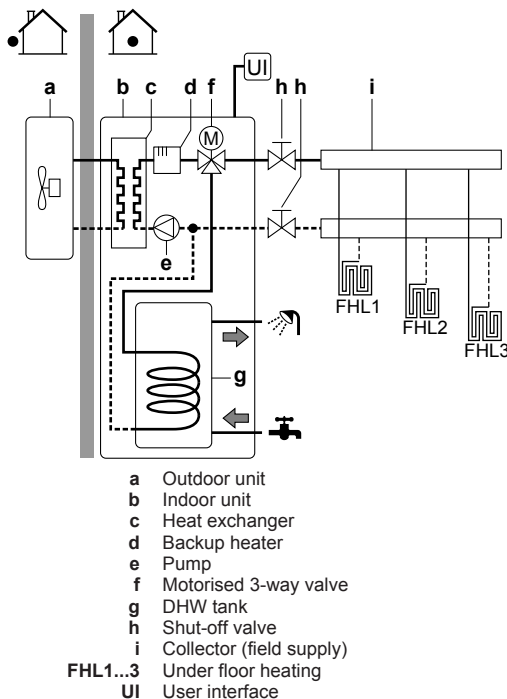 UI
a b c d f h h i
M
e
FHL1
FHL2
FHL3
g
a Outdoor unit
b Indoor unit
c Heat exchanger
d Backup heater
e Pump
f Motorised 3-way valve
g DHW tank
h Shut-off valve
i Collector (field supply)
FHL1...3 Under floor heating
UI User interface